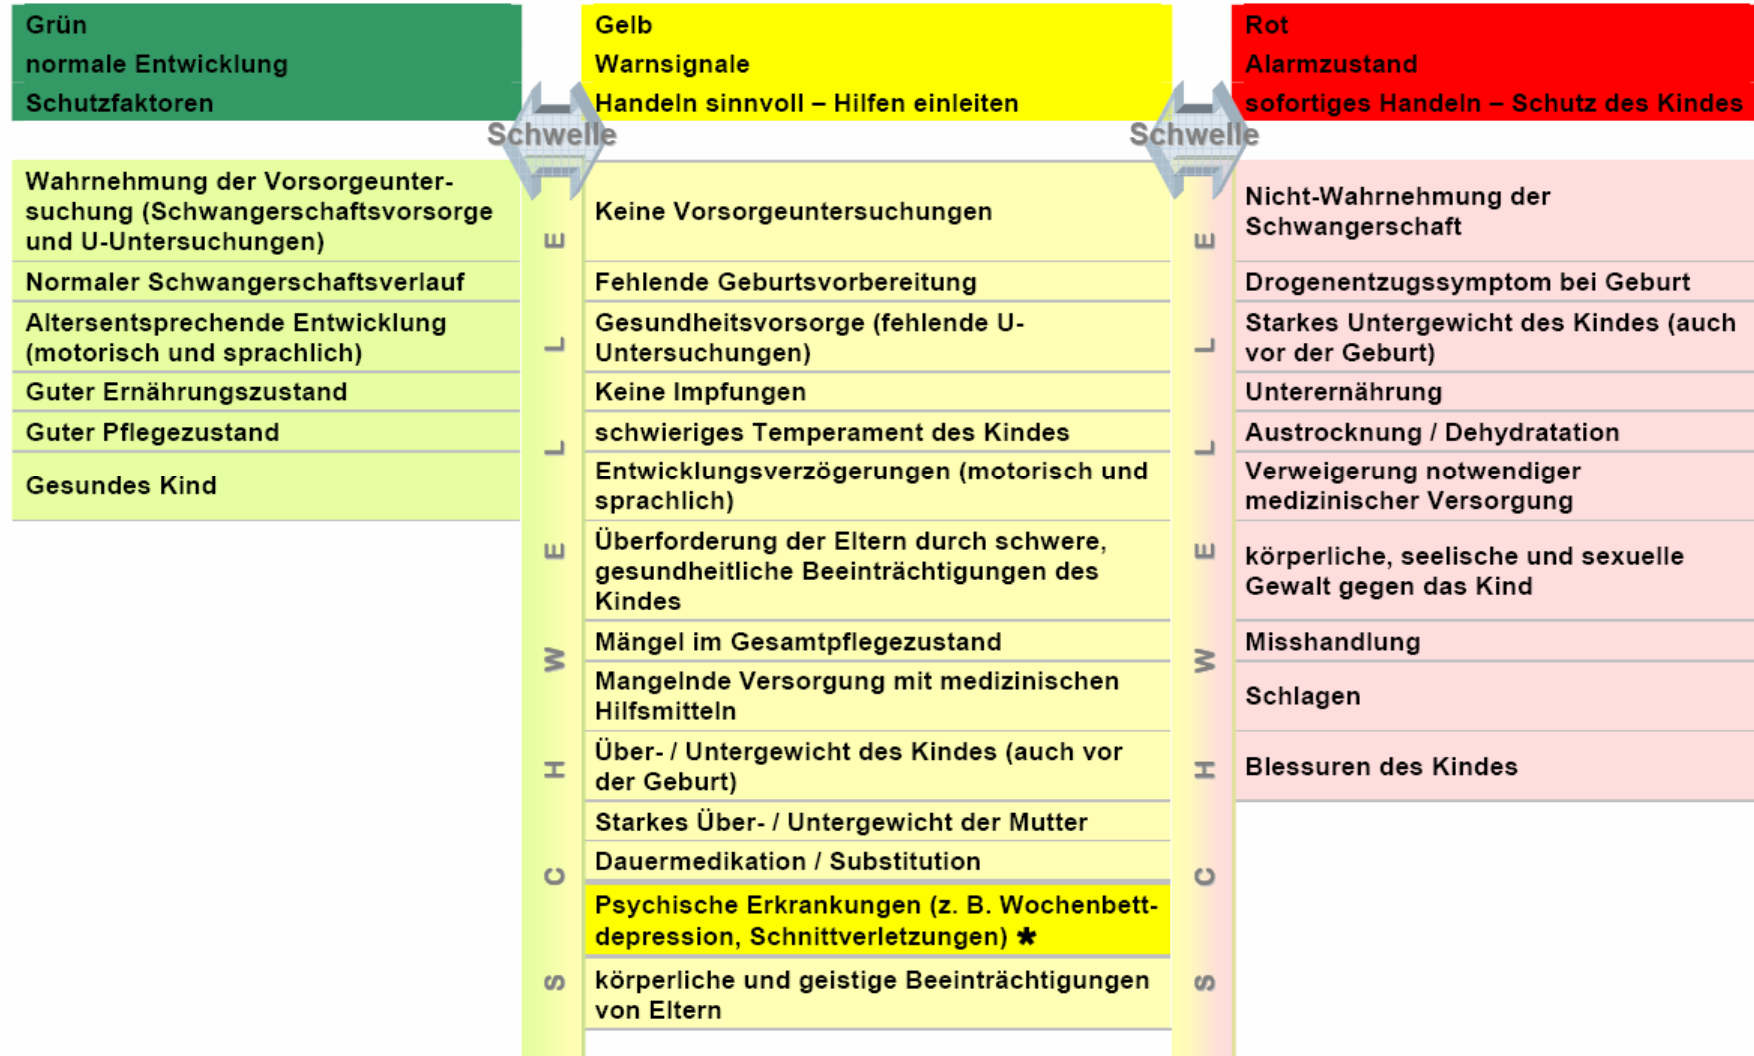 Grün
normale Entwicklung
Schutzfaktoren
Schwelle
Gelb
Warnsignale
Handeln sinnvoll – Hilfen einleiten
Schwelle
Rot
Alarmzustand
sofortiges Handeln – Schutz des Kindes
Wahrnehmung der Vorsorgeunter-
suchung (Schwangerschaftsvorsorge
und U-Untersuchungen)
Normaler Schwangerschaftsverlauf
Altersentsprechende Entwicklung
(motorisch und sprachlich)
Guter Ernährungszustand
Guter Pflegezustand
Gesundes Kind
SCHWELLE
Keine Vorsorgeuntersuchungen
Fehlende Geburtsvorbereitung
Gesundheitsvorsorge (fehlende U-
Untersuchungen)
Keine Impfungen
schwieriges Temperament des Kindes
Entwicklungsverzögerungen (motorisch und
sprachlich)
Überforderung der Eltern durch schwere,
gesundheitliche Beeinträchtigungen des
Kindes
Mängel im Gesamtpflegezustand
Mangelnde Versorgung mit medizinischen
Hilfsmitteln
Über- / Untergewicht des Kindes (auch vor
der Geburt)
Starkes Über- / Untergewicht der Mutter
Dauermedikation / Substitution
Psychische Erkrankungen (z. B. Wochenbett-
depression, Schnittverletzungen) *
körperliche und geistige Beeinträchtigungen
von Eltern
SCHWELLE
Nicht-Wahrnehmung der
Schwangerschaft
Drogenentzugssymptom bei Geburt
Starkes Untergewicht des Kindes (auch
vor der Geburt)
Unterernährung
Austrocknung / Dehydratation
Verweigerung notwendiger
medizinischer Versorgung
körperliche, seelische und sexuelle
Gewalt gegen das Kind
Misshandlung
Schlagen
Blessuren des Kindes